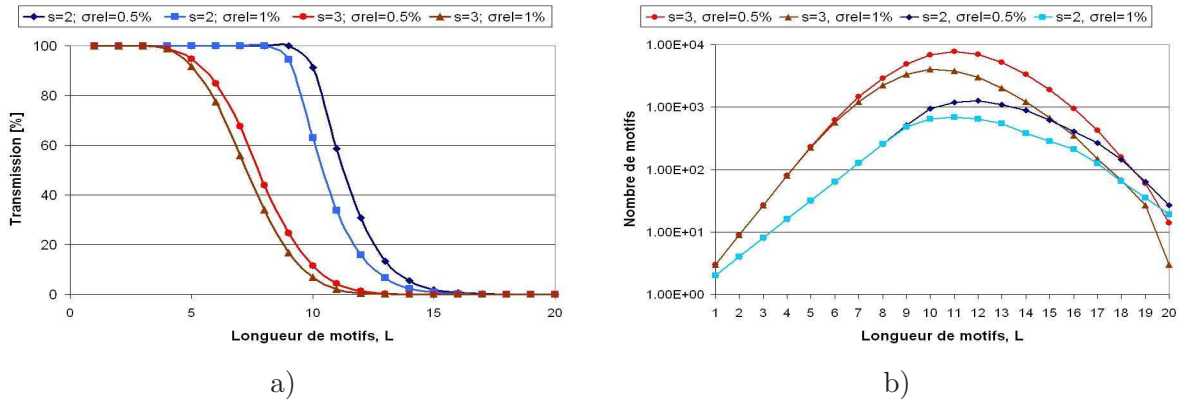 s=2; σrel=0.5% s=2; σrel=1% s=3; σrel=0.5% s=3; σrel=1%
Transmission [%]
100
80
60
40
20
0
0 5 10 15 20
Longueur de motifs, L
a)
s=3, σrel=0.5% s=3, σrel=1% s=2, σrel=0.5% s=2, σrel=1%
Nombre de motifs
1.00E+04
1.00E+03
1.00E+02
1.00E+01
1.00E+00
1 2 3 4 5 6 7 8 9 10 11 12 13 14 15 16 17 18 19 20
Longueur de motifs, L
b)